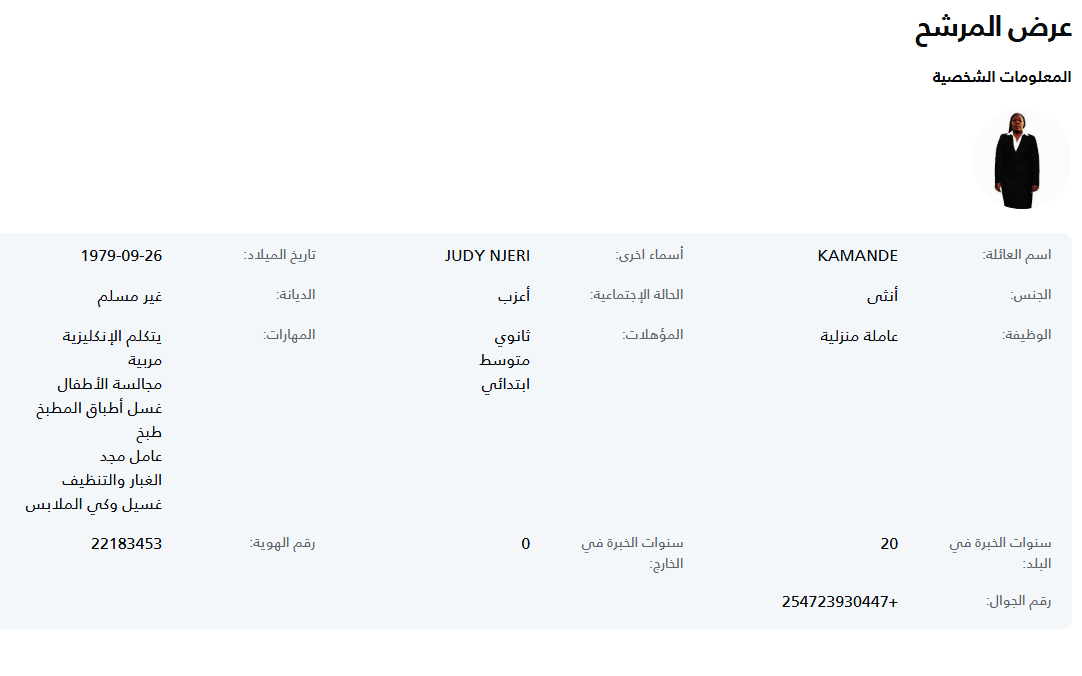 عرض المرشح
المعلومات الشخصية
اسم العائلة: KAMANDE أسماء اخرى: JUDY NJERI تاريخ الميلاد: 1979-09-26
الجنس: أنثى الحالة الإجتماعية: أعزب الديانة: غير مسلم
الوظيفة: عاملة منزلية المؤهلات: ثانوي المهارات: يتكلم الإنكليزية
متوسط مربية
ابتدائي مجالسة الأطفال
غسل أطباق المطبخ
طبخ
عامل مجد
الغبار والتنظيف
غسيل وكي الملابس
سنوات الخبرة في 20 سنوات الخبرة في 0 رقم الهوية: 22183453
البلد: الخارج:
رقم الجوال: +254723930447